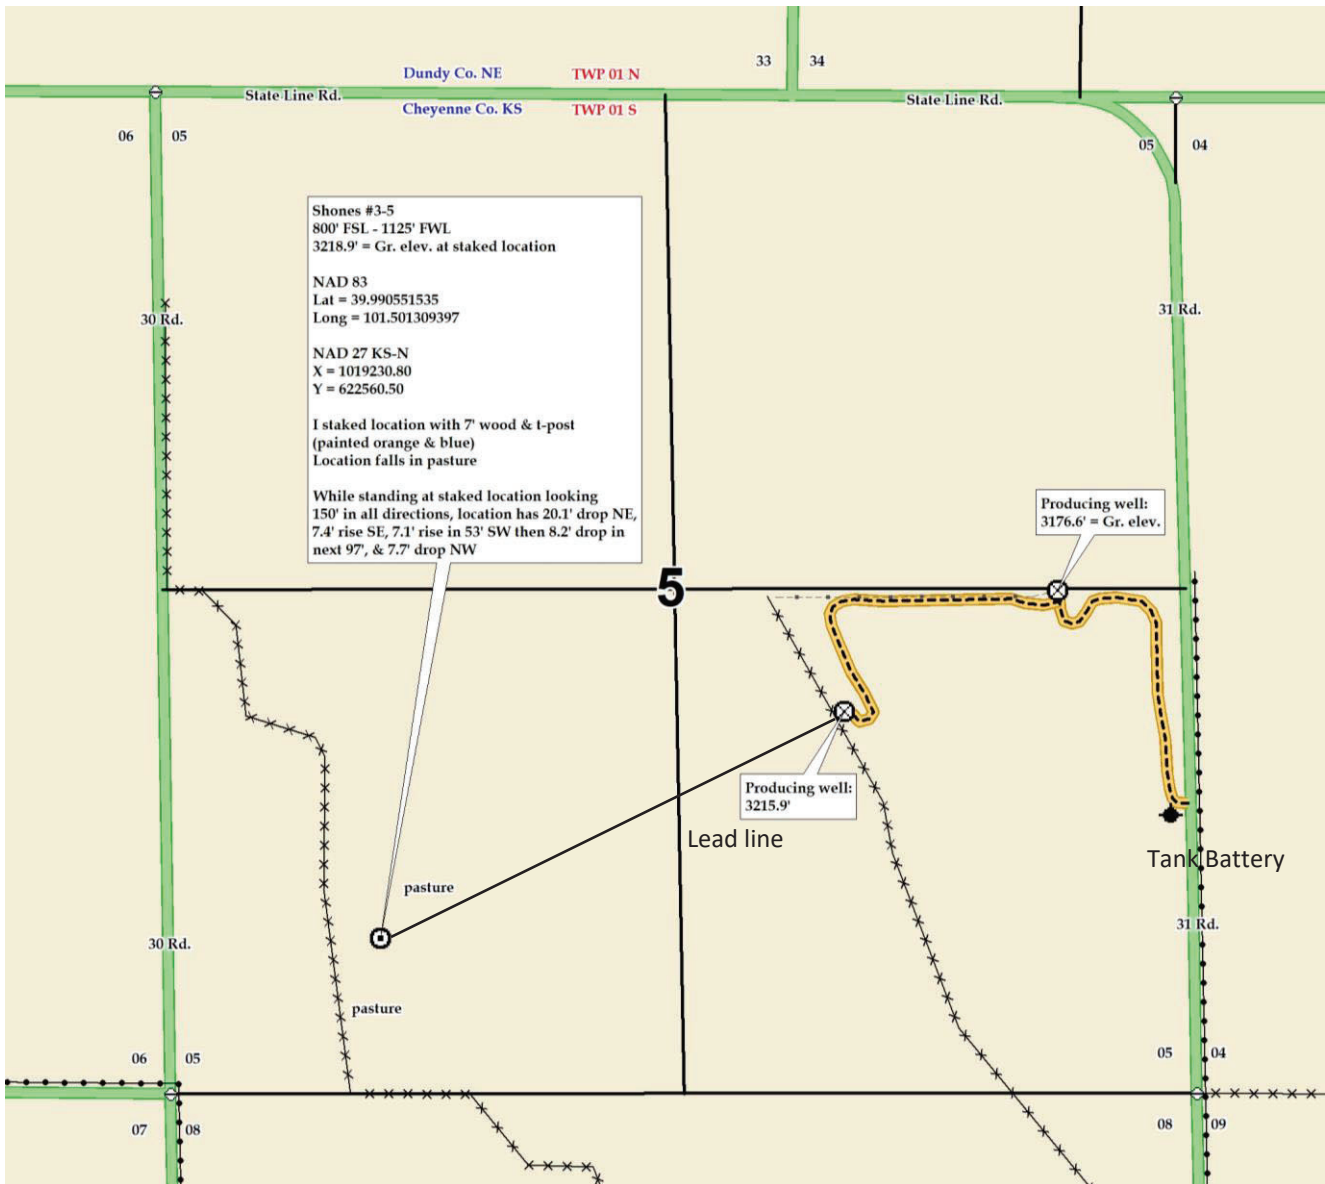 33 34
Dundy Co. NE TWP 01 N
State Line Rd. State Line Rd.
Cheyenne Co. KS TWP 01 S
06 05
05 04
Shones #3-5
800' FSL - 1125' FWL
3218.9' = Gr. elev. at staked location
NAD 83
Lat = 39.990551535
Long = 101.501309397
NAD 27 KS-N
X = 1019230.80
Y = 622560.50
I staked location with 7' wood & t-post
(painted orange & blue)
Location falls in pasture
While standing at staked location looking
150' in all directions, location has 20.1' drop NE,
7.4' rise SE, 7.1' rise in 53' SW then 8.2' drop in
next 97', & 7.7' drop NW
30 Rd.
31 Rd.
Producing well:
3176.6' = Gr. elev.
5
Producing well:
3215.9'
Lead line
Tank Battery
pasture
30 Rd.
31 Rd.
pasture
06 05
05 04
07 08
08 09